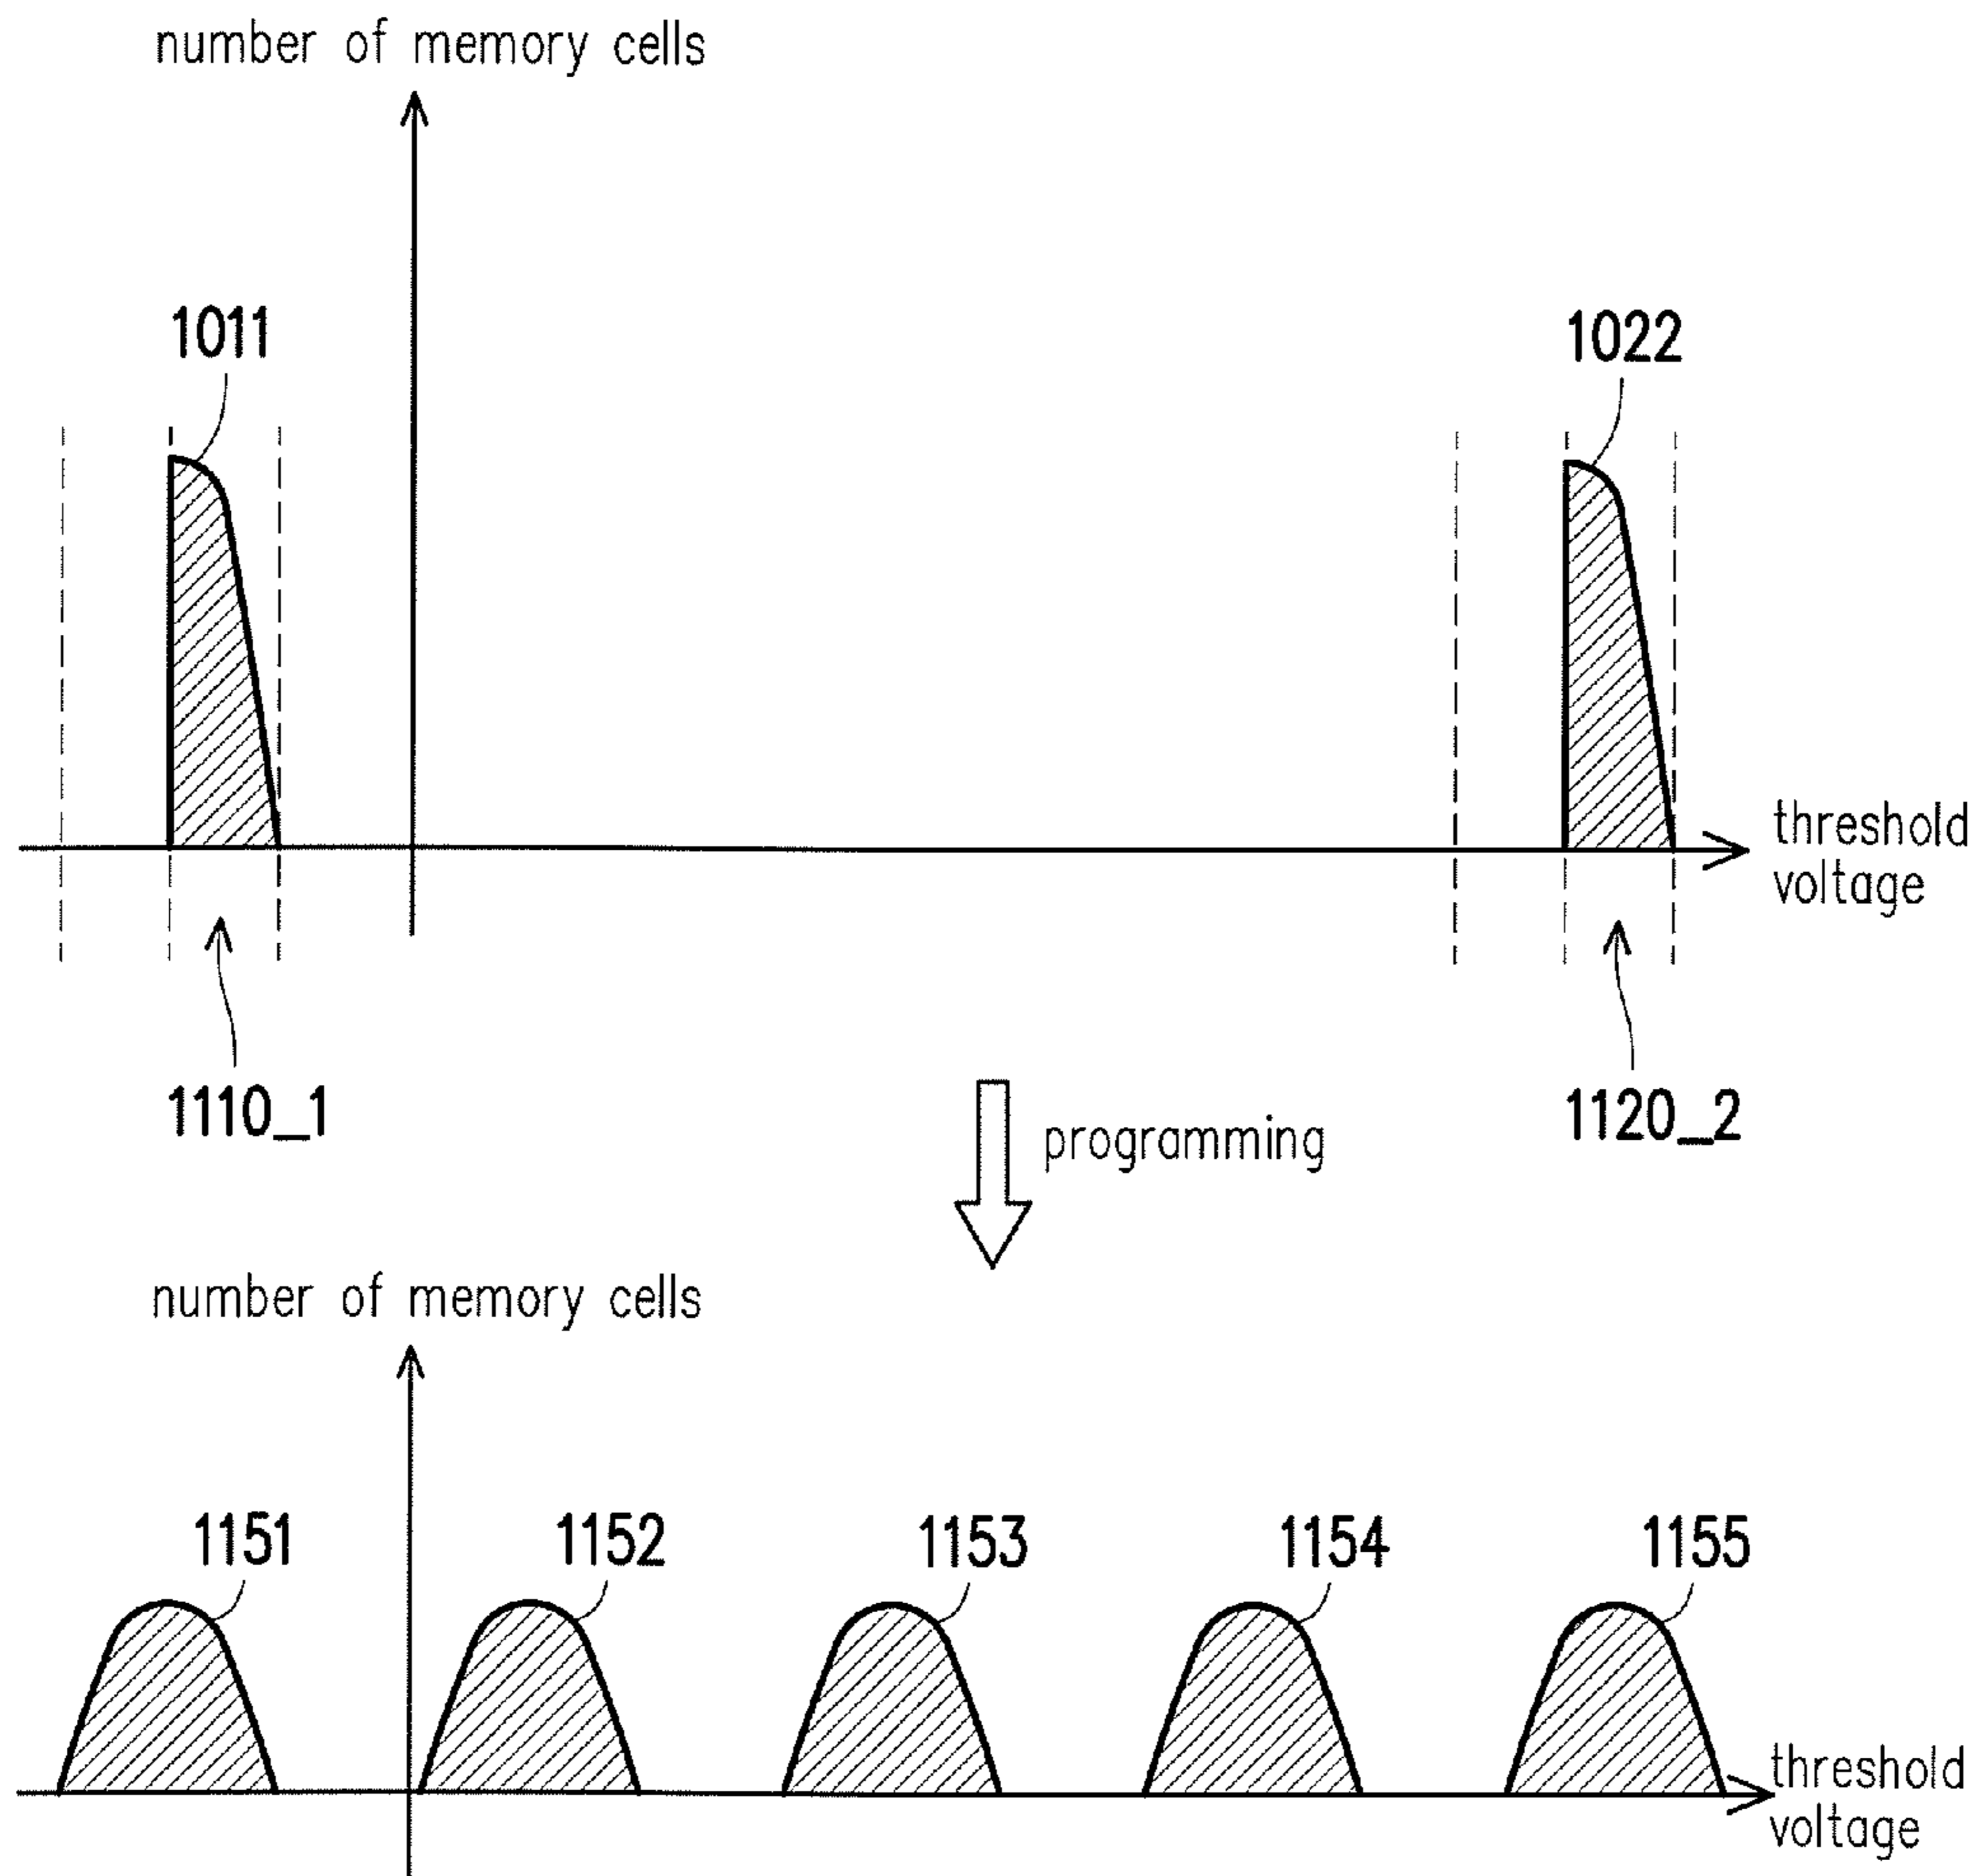 number of memory cells
1011
1022
threshold
voltage
1110_1
1120_2
programming
number of memory cells
1151
1152
1153
1154
1155
threshold
voltage